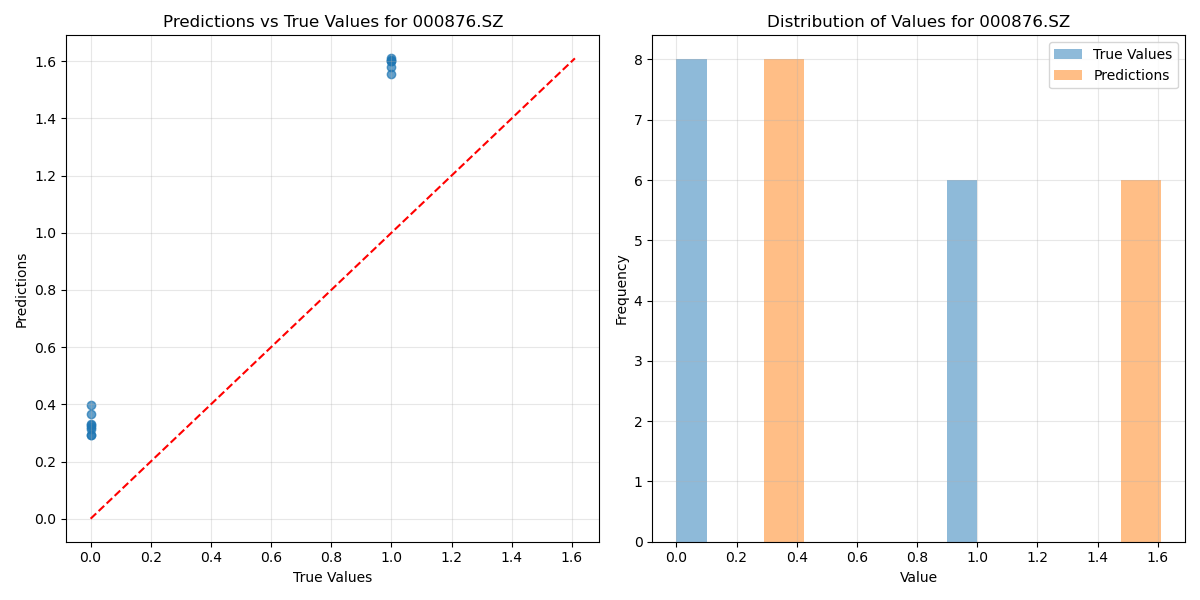 Predictions vs True Values for 000876.SZ
Predictions
1.6
1.4
1.2
1.0
0.8
0.6
0.4
0.2
0.0
0.0 0.2 0.4 0.6 0.8 1.0 1.2 1.4 1.6
True Values
Distribution of Values for 000876.SZ
True Values
Predictions
Frequency
8
7
6
5
4
3
2
1
0
0.0 0.2 0.4 0.6 0.8 1.0 1.2 1.4 1.6
Value